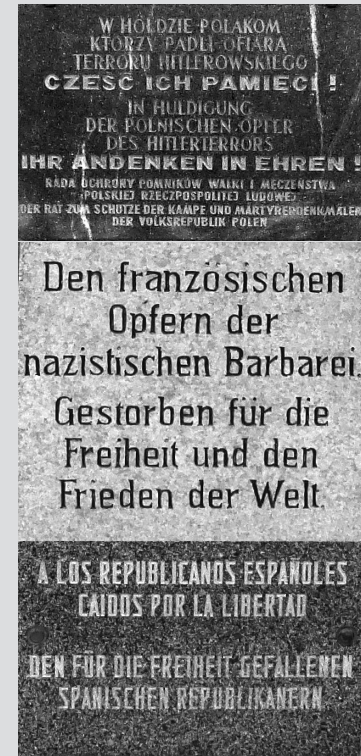 W HOŁDZIE POLAKOM
KTÓRZY PADLI OFIARĄ
TERRORU HITLEROWSKIEGO
CZEŚĆ ICH PAMIĘCI !
IN HULDIGUNG
DER POLNISCHEN OPFER
DES HITLERTERRORS
IHR ANDENKEN IN EHREN !
RADA OCHRONY POMNIKÓW WALKI I MĘCZEŃSTWA
POLSKIEJ RZECZPOSPOLITEJ LUDOWEJ
DER RAT ZUM SCHUTZE DER KAMPF UND MÄRTYRERDENKMÄLER
DER VOLKSREPUBLIK POLEN
Den französischen
Opfern der
nazistischen Barbarei.
Gestorben für die
Freiheit und den
Frieden der Welt.
A LOS REPUBLICANOS ESPAÑOLES
CAIDOS POR LA LIBERTAD
DEN FÜR DIE FREIHEIT GEFALLENEN
SPANISCHEN REPUBLIKANERN